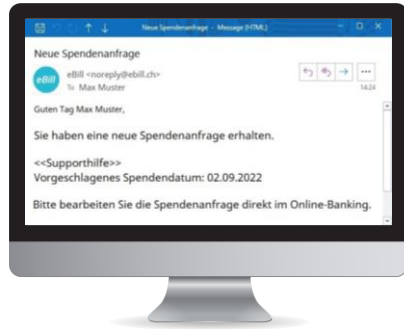 Neue Spendenanfrage - Message (HTML)
Neue Spendenanfrage
eBill
eBill <noreply@ebill.ch>
To Max Muster
14:24
Guten Tag Max Muster,
Sie haben eine neue Spendenanfrage erhalten.
<<Supporthilfe>>
Vorgeschlagenes Spendendatum: 02.09.2022
Bitte bearbeiten Sie die Spendenanfrage direkt im Online-Banking.